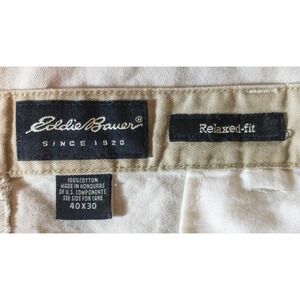 Eddie Bauer®
SINCE 1920
Relaxed-fit
100% COTTON
MADE IN HONDURAS
OF U.S. COMPONENTS
SEE SIDE FOR CARE
40X30